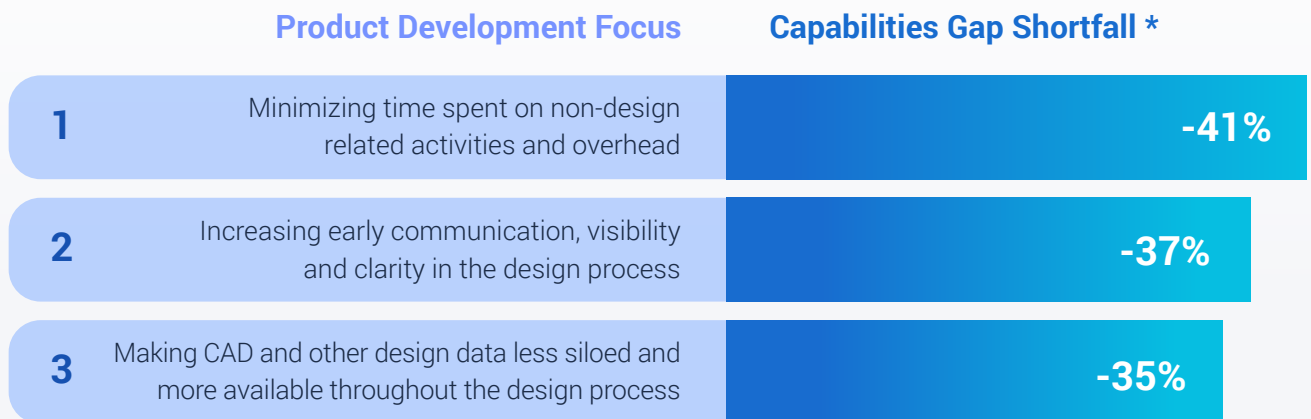 Product Development Focus
Capabilities Gap Shortfall *
1
Minimizing time spent on non-design
related activities and overhead
-41%
2
Increasing early communication, visibility
and clarity in the design process
-37%
3
Making CAD and other design data less siloed and
more available throughout the design process
-35%